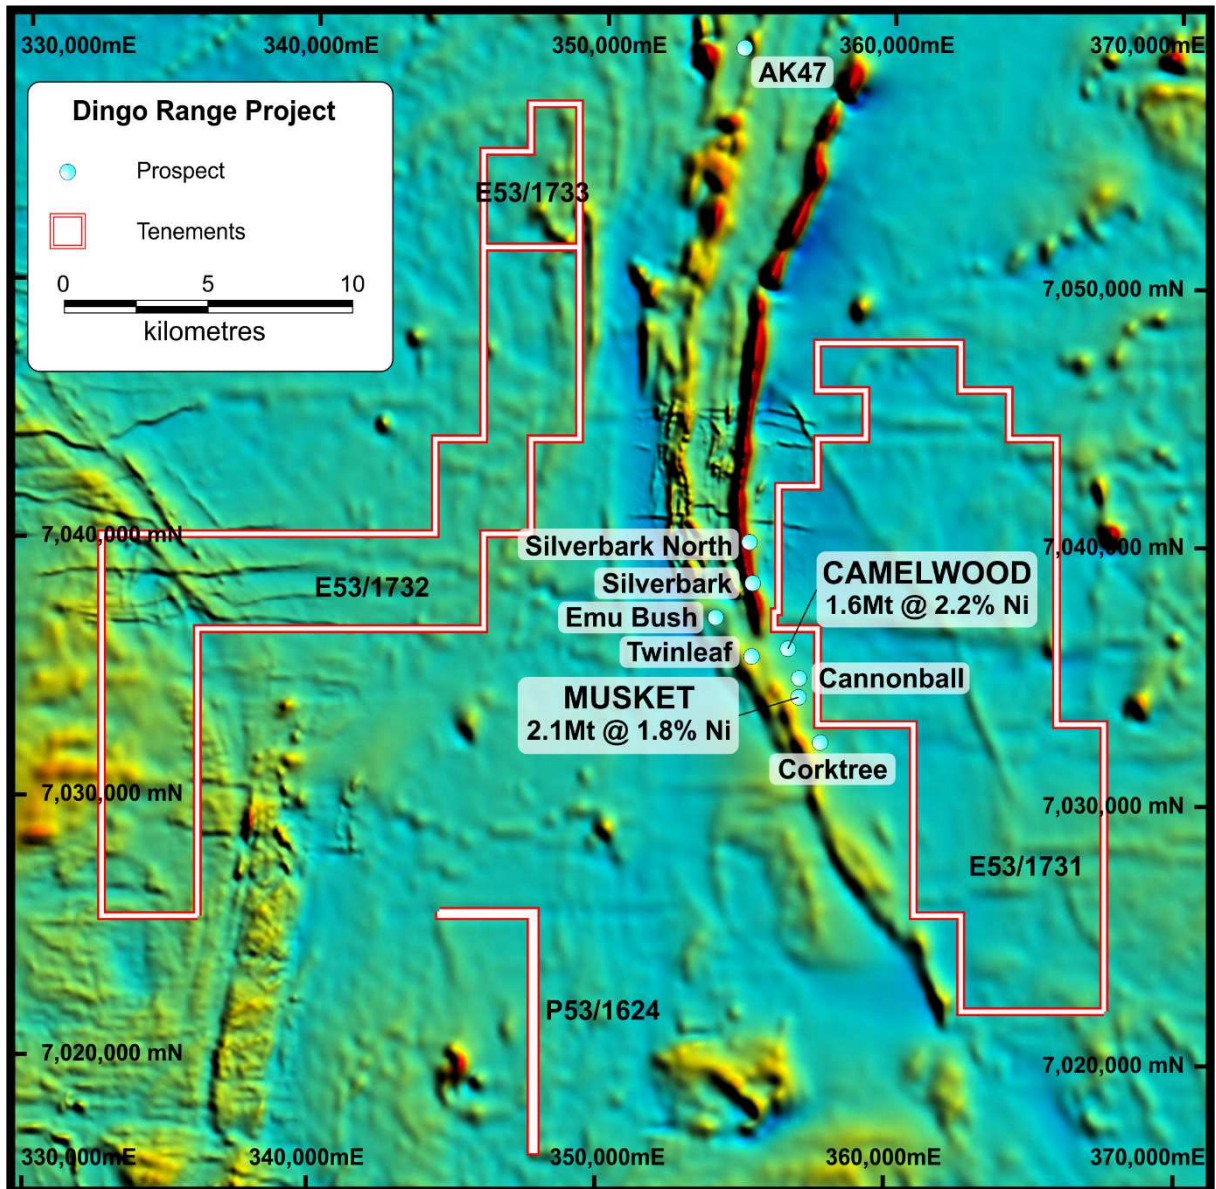 330,000mE
340,000mE
350,000mE
360,000mE
370,000mE
AK47
Dingo Range Project
Prospect
Tenements
0 5 10
kilometres
E53/1733
7,050,000 mN
7,040,000 mN
7,040,000 mN
Silverbark North
Silverbark
Emu Bush
Twinleaf
CAMELWOOD
1.6Mt @ 2.2% Ni
E53/1732
Cannonball
MUSKET
2.1Mt @ 1.8% Ni
Corktree
7,030,000 mN
7,030,000 mN
E53/1731
P53/1624
7,020,000 mN
7,020,000 mN
330,000mE
340,000mE
350,000mE
360,000mE
370,000mE